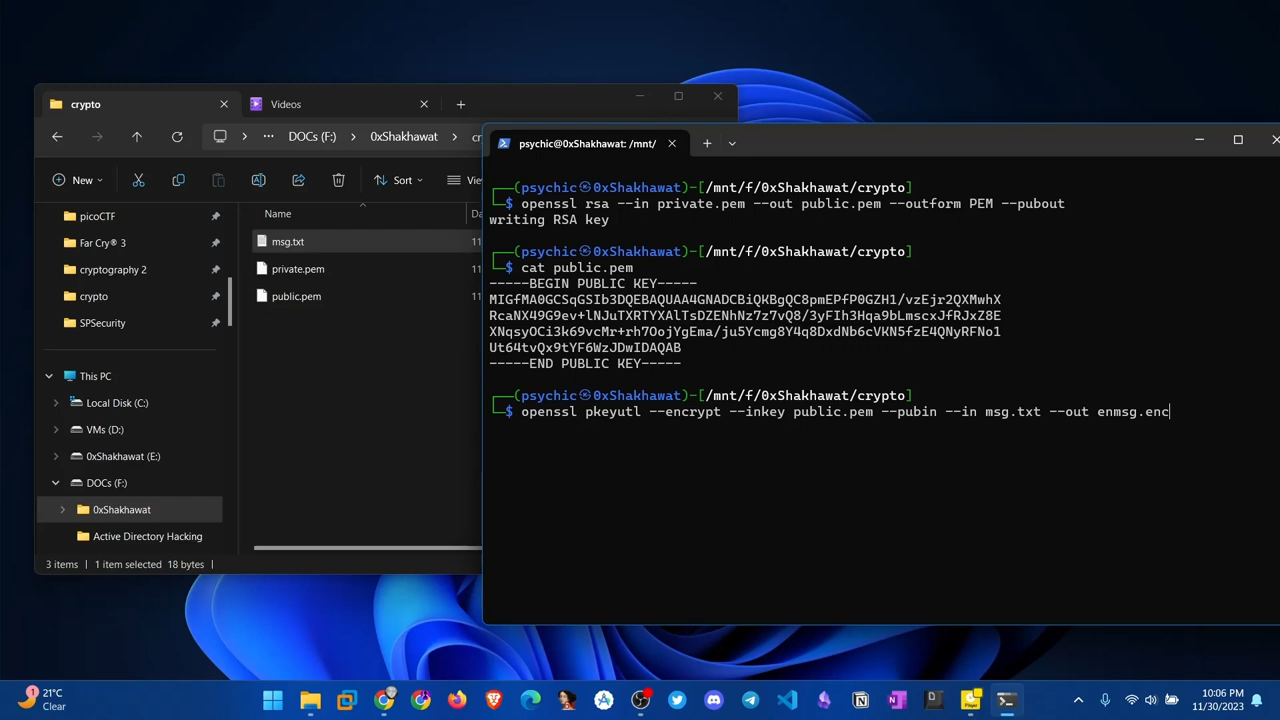 crypto
Videos
DOCs (F:)
0xShakhawat
New
Sort
picoCTF
Far Cry® 3
cryptography 2
crypto
SPSecurity
This PC
Local Disk (C:)
VMs (D:)
0xShakhawat (E:)
DOCs (F:)
0xShakhawat
Active Directory Hacking
Name
msg.txt
private.pem
public.pem
3 items
1 item selected 18 bytes
psychic@0xShakhawat: /mnt/
┌──(psychic㉿0xShakhawat)-[/mnt/f/0xShakhawat/crypto]
└─$ openssl rsa --in private.pem --out public.pem --outform PEM --pubout
writing RSA key
┌──(psychic㉿0xShakhawat)-[/mnt/f/0xShakhawat/crypto]
└─$ cat public.pem
-----BEGIN PUBLIC KEY-----
MIGfMA0GCSqGSIb3DQEBAQUAA4GNADCBiQKBgQC8pmEPfP0GZH1/vzEjr2QXMwhX
RcaNX49G9ev+lNJuTXRTYXAlTsDZENhNz7z7vQ8/3yFIh3Hqa9bLmscxJfRJxZ8E
XNqsyOCi3k69vcMr+rh7OojYgEma/ju5Ycmg8Y4q8DxdNb6cVKN5fzE4QNyRFNo1
Ut64tvQx9tYF6WzJDwIDAQAB
-----END PUBLIC KEY-----
┌──(psychic㉿0xShakhawat)-[/mnt/f/0xShakhawat/crypto]
└─$ openssl pkeyutl --encrypt --inkey public.pem --pubin --in msg.txt --out enmsg.enc
1
21°C
Clear
10:06 PM
11/30/2023